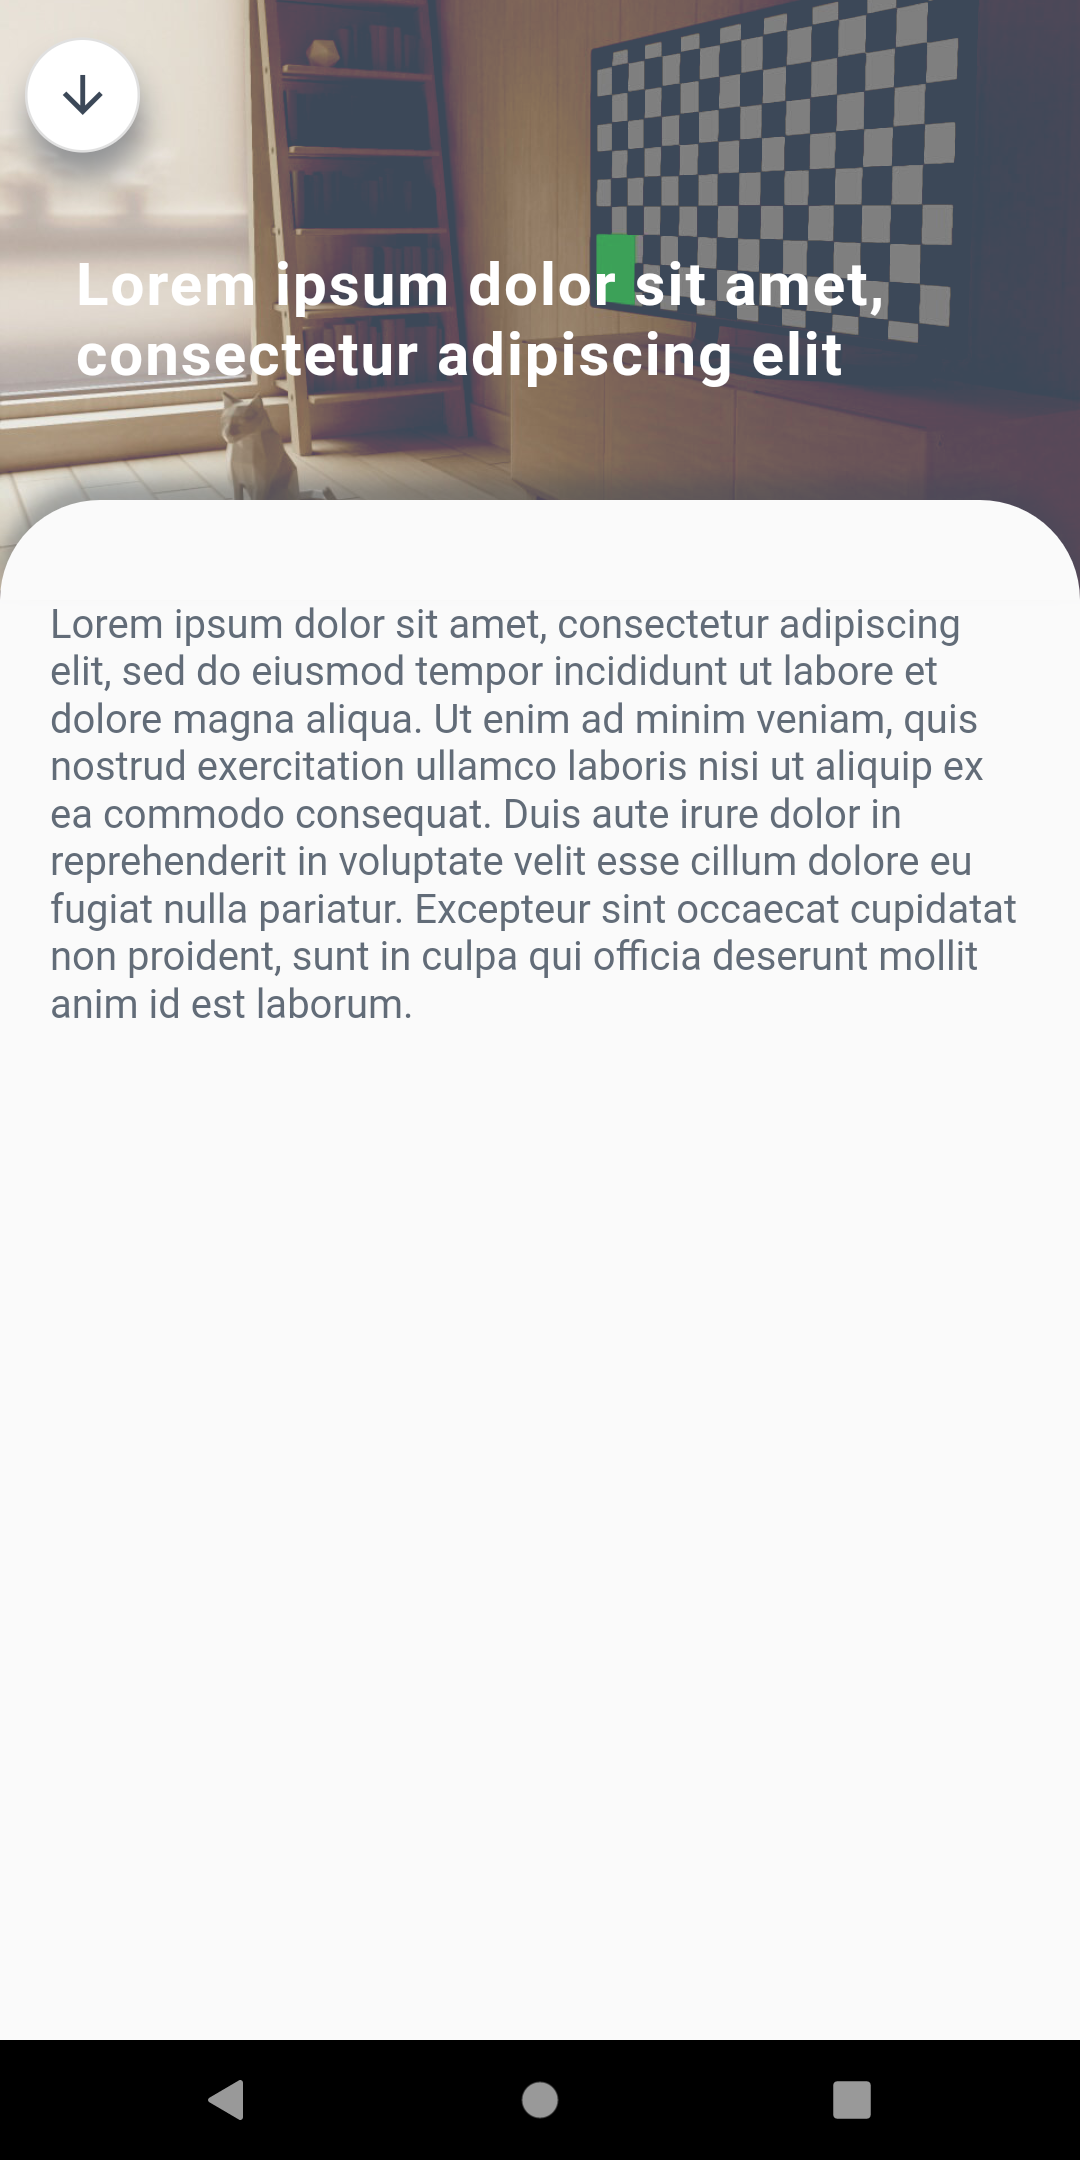 Lorem ipsum dolor sit amet,
consectetur adipiscing elit
Lorem ipsum dolor sit amet, consectetur adipiscing
elit, sed do eiusmod tempor incididunt ut labore et
dolore magna aliqua. Ut enim ad minim veniam, quis
nostrud exercitation ullamco laboris nisi ut aliquip ex
ea commodo consequat. Duis aute irure dolor in
reprehenderit in voluptate velit esse cillum dolore eu
fugiat nulla pariatur. Excepteur sint occaecat cupidatat
non proident, sunt in culpa qui officia deserunt mollit
anim id est laborum.